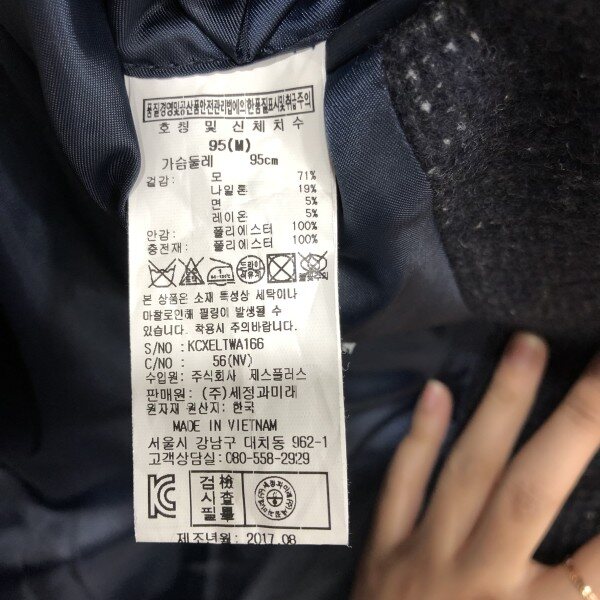 품질경영및공산품안전관리법에의한품질표시및취급주의
호칭 및 신체치수
95(M)
가슴둘레 95cm
겉감: 모 71%
나일론 19%
면 5%
레이온 5%
안감: 폴리에스터 100%
충전재: 폴리에스터 100%
본 상품은 소재 특성상 세탁이나
마찰로인해 필링이 발생될 수
있습니다. 착용시 주의바랍니다.
S/NO : KCXELTWA166
C/NO : 56(NV)
수입원: 주식회사 제스플러스
판매원: (주)세정과미래
원자재 원산지: 한국
MADE IN VIETNAM
서울시 강남구 대치동 962-1
고객상담실: 080-558-2929
검 檢
시 査
필
제조년월: 2017.08